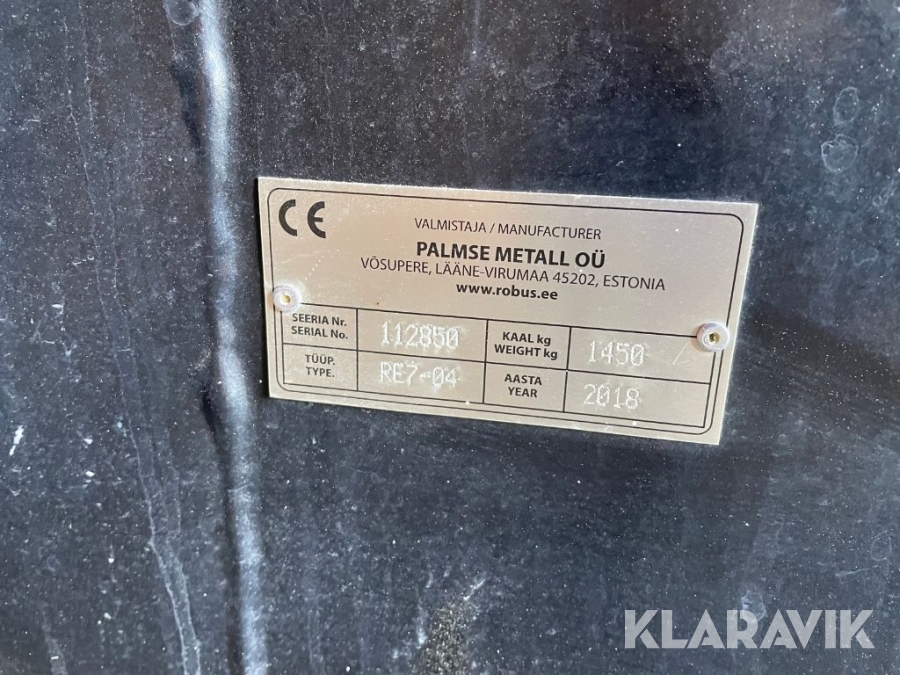 CE
VALMISTAJA / MANUFACTURER
PALMSE METALL OÜ
VÕSUPERE, LÄÄNE-VIRUMAA 45202, ESTONIA
www.robus.ee
SEERIA Nr.
SERIAL No.
112850
KAAL kg
WEIGHT kg
1450
TÜÜP.
TYPE.
RE7-04
AASTA
YEAR
2018
KLARAVIK